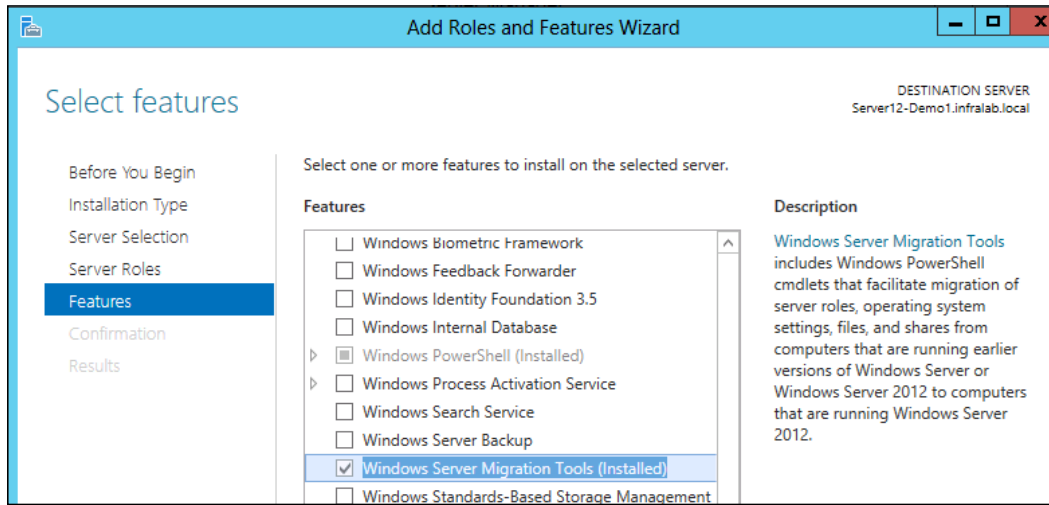 Add Roles and Features Wizard
Select features
DESTINATION SERVER
Server12-Demo1.infralab.local
Before You Begin
Installation Type
Server Selection
Server Roles
Features
Confirmation
Results
Select one or more features to install on the selected server.
Features
Windows Biometric Framework
Windows Feedback Forwarder
Windows Identity Foundation 3.5
Windows Internal Database
Windows PowerShell (Installed)
Windows Process Activation Service
Windows Search Service
Windows Server Backup
Windows Server Migration Tools (Installed)
Windows Standards-Based Storage Management
Description
Windows Server Migration Tools
includes Windows PowerShell
cmdlets that facilitate migration of
server roles, operating system
settings, files, and shares from
computers that are running earlier
versions of Windows Server or
Windows Server 2012 to computers
that are running Windows Server
2012.